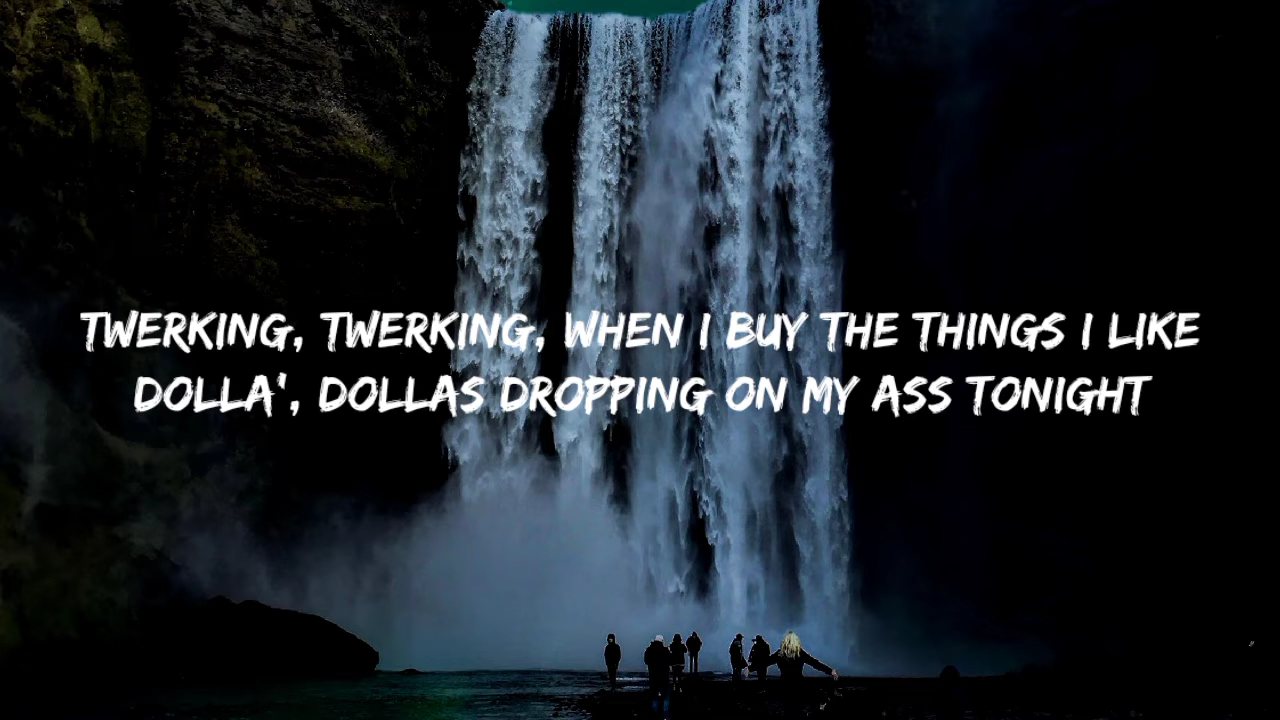 TWERKING, TWERKING, WHEN I BUY THE THINGS I LIKE
DOLLA', DOLLAS DROPPING ON MY ASS TONIGHT